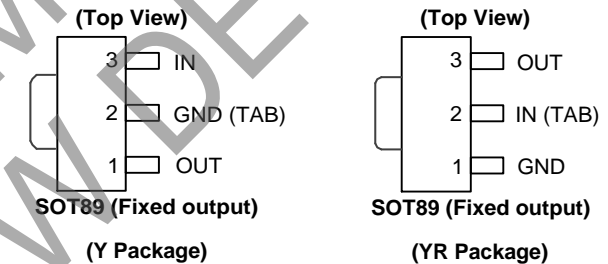 (Top View)
3 IN
2 GND (TAB)
1 OUT
SOT89 (Fixed output)
(Y Package)
(Top View)
3 OUT
2 IN (TAB)
1 GND
SOT89 (Fixed output)
(YR Package)